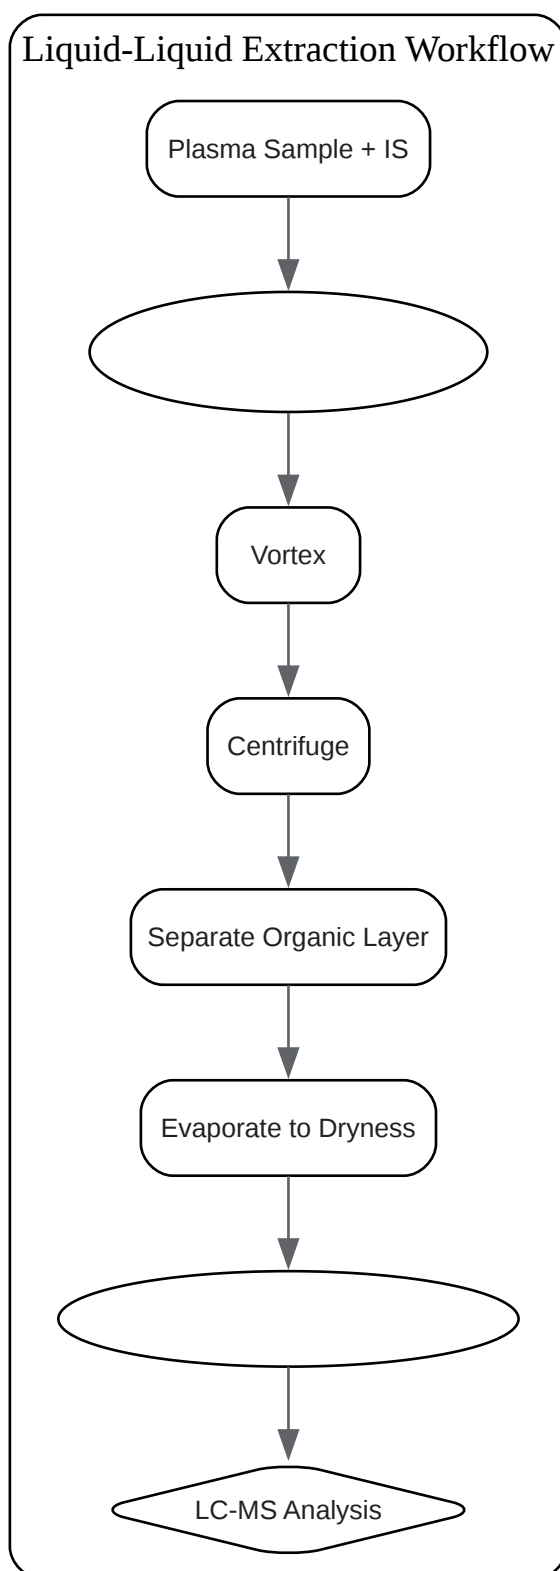 Liquid-Liquid Extraction Workflow
Plasma Sample + IS
Vortex
Centrifuge
Separate Organic Layer
Evaporate to Dryness
LC-MS Analysis